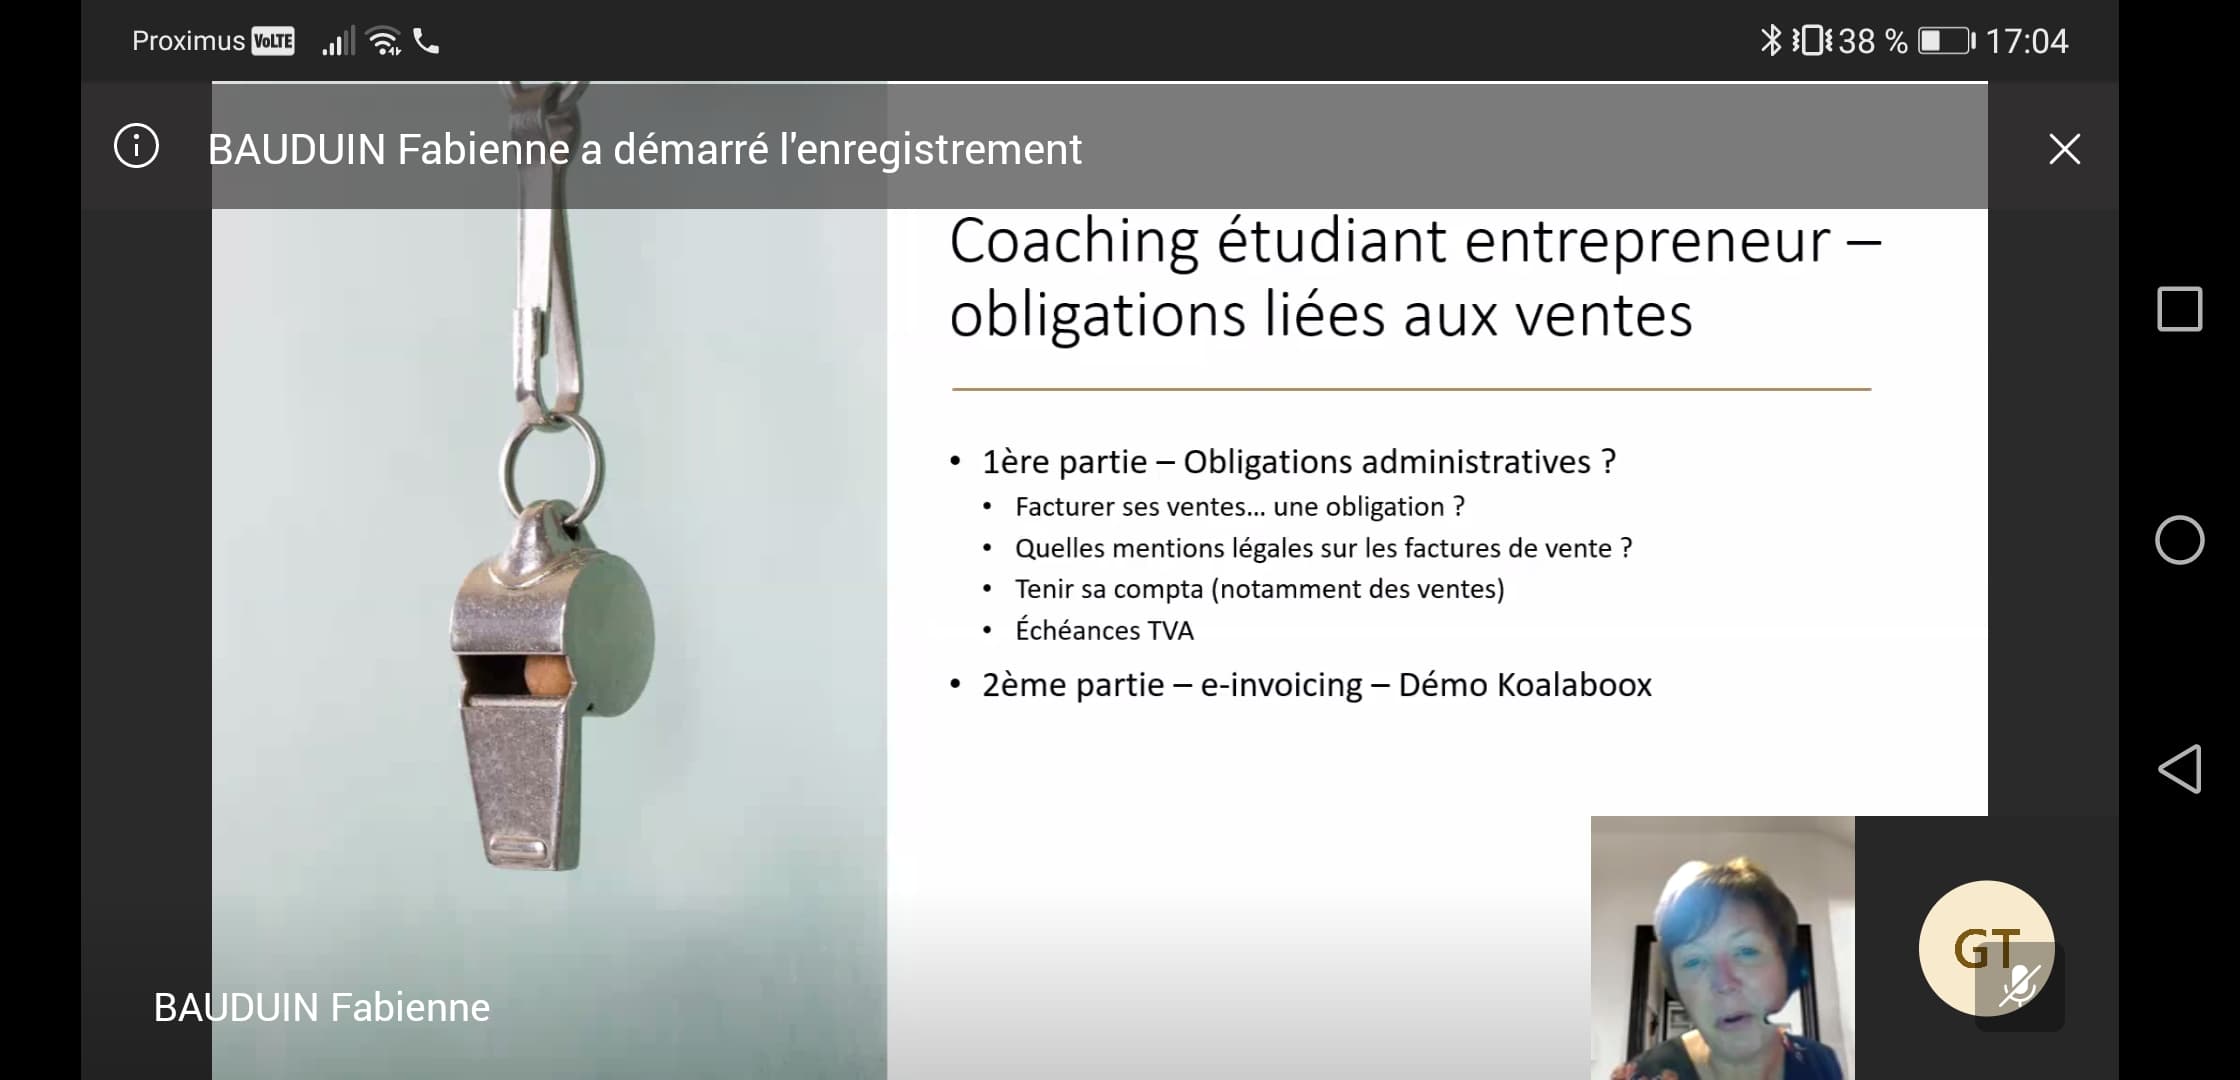 Proximus VoLTE 38 % 17:04
BAUDUIN Fabienne a démarré l'enregistrement
Coaching étudiant entrepreneur –
obligations liées aux ventes
• 1ère partie – Obligations administratives ?
• Facturer ses ventes... une obligation ?
• Quelles mentions légales sur les factures de vente ?
• Tenir sa compta (notamment des ventes)
• Échéances TVA
• 2ème partie – e-invoicing – Démo Koalaboox
GT
BAUDUIN Fabienne